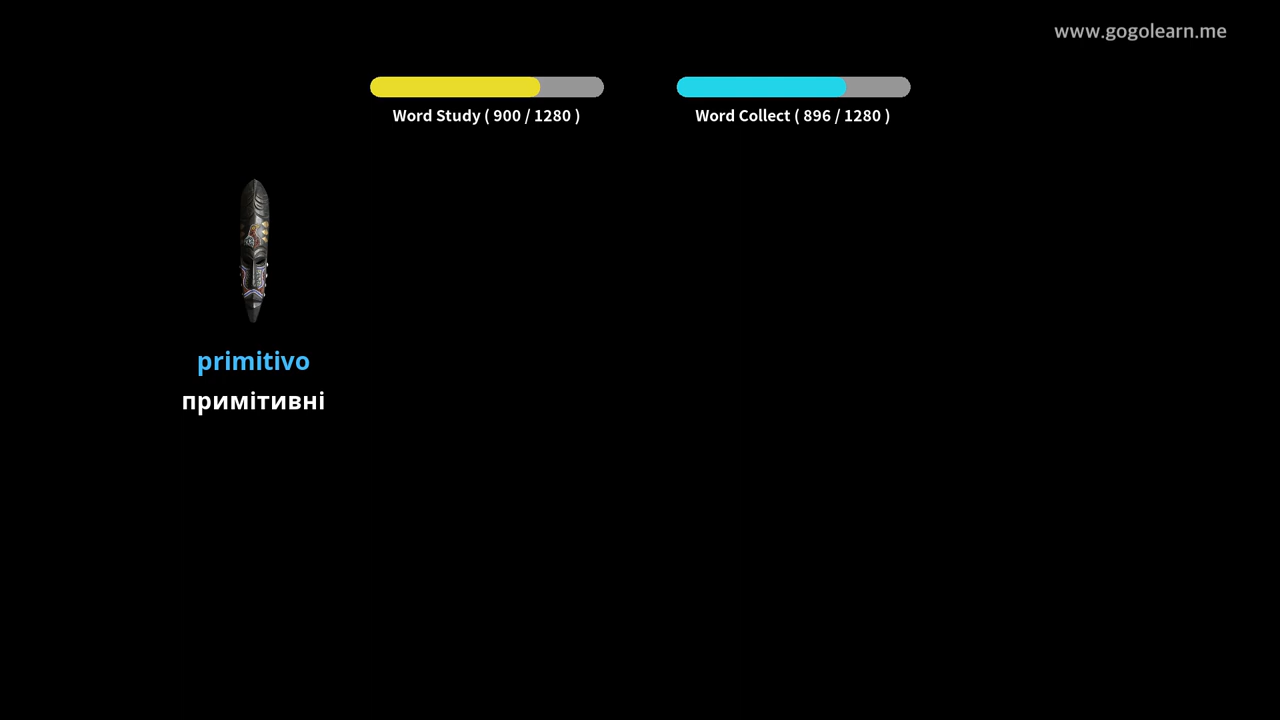 www.gogolearn.me
Word Study ( 900 / 1280 )
Word Collect ( 896 / 1280 )
primitivo
примітивні